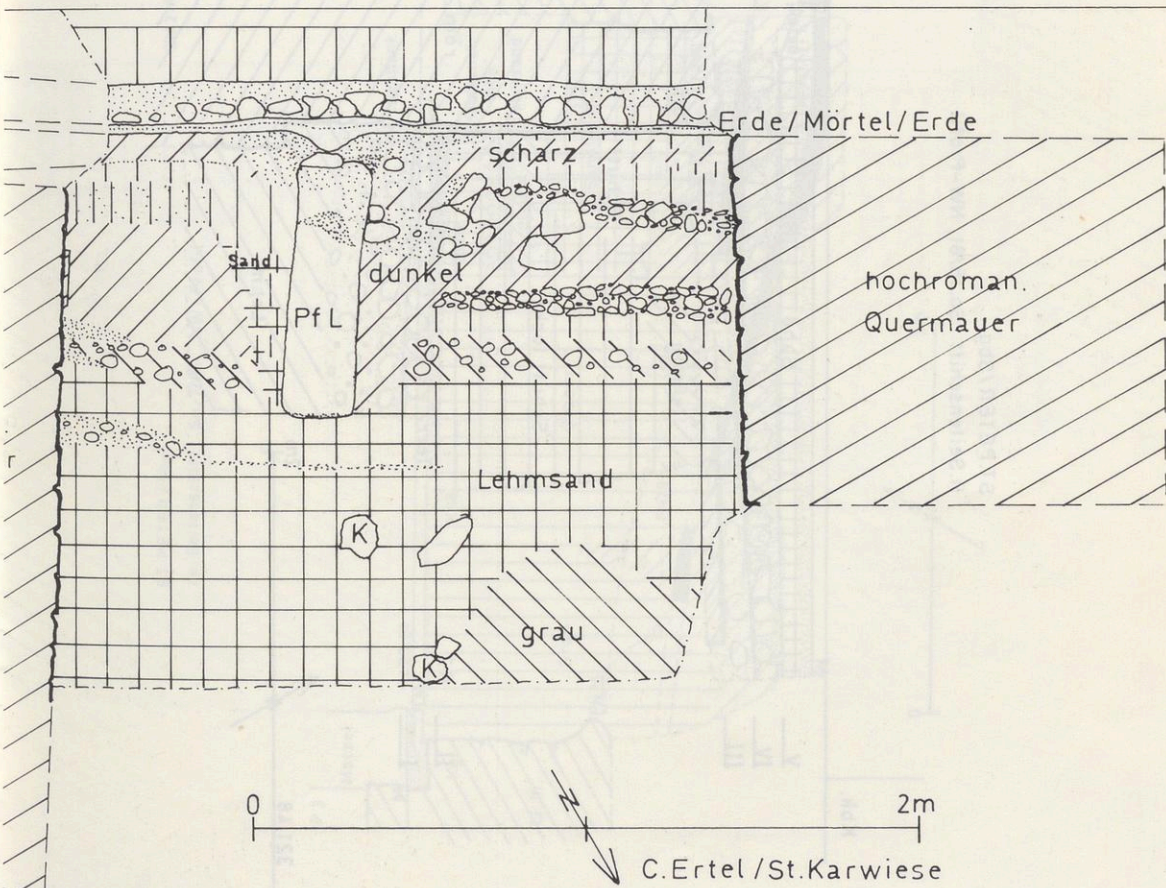 Erde/Mörtel/Erde
scharz
Sand
dunkel
Pf L
hochroman.
Quermauer
Lehmsand
K
grau
K
r
0
2m
N
C.Ertel/St.Karwiese